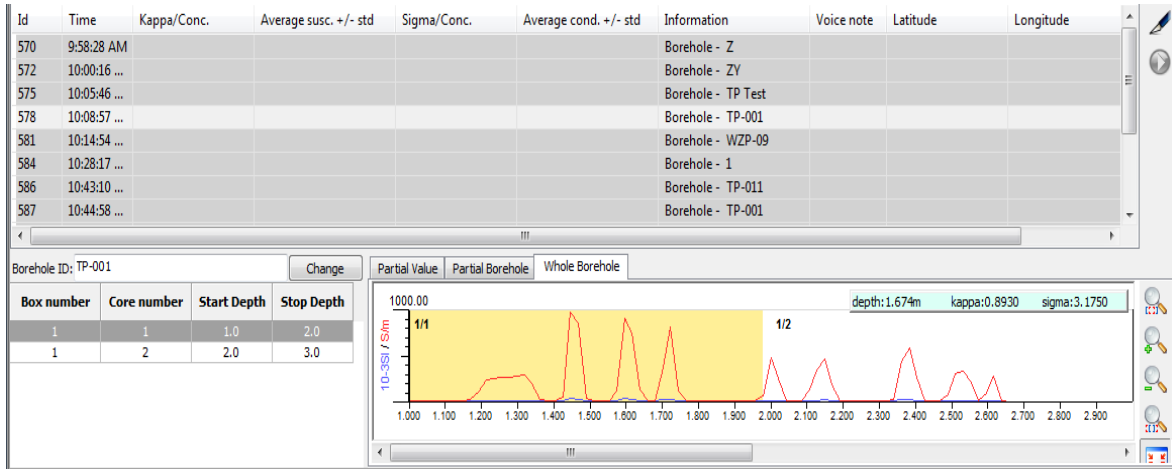 Id Time Kappa/Conc. Average susc. +/- std Sigma/Conc. Average cond. +/- std Information Voice note Latitude Longitude
570 9:58:28 AM Borehole - Z
572 10:00:16 ... Borehole - ZY
575 10:05:46 ... Borehole - TP Test
578 10:08:57 ... Borehole - TP-001
581 10:14:54 ... Borehole - WZP-09
584 10:28:17 ... Borehole - 1
586 10:43:10 ... Borehole - TP-011
587 10:44:58 ... Borehole - TP-001
Borehole ID: TP-001 Change
Box number Core number Start Depth Stop Depth
1 1 1.0 2.0
1 2 2.0 3.0
Partial Value Partial Borehole Whole Borehole
1000.00 depth:1.674m kappa:0.8930 sigma:3.1750
1/1 1/2
10-3SI / S/m
1.000 1.100 1.200 1.300 1.400 1.500 1.600 1.700 1.800 1.900 2.000 2.100 2.200 2.300 2.400 2.500 2.600 2.700 2.800 2.900